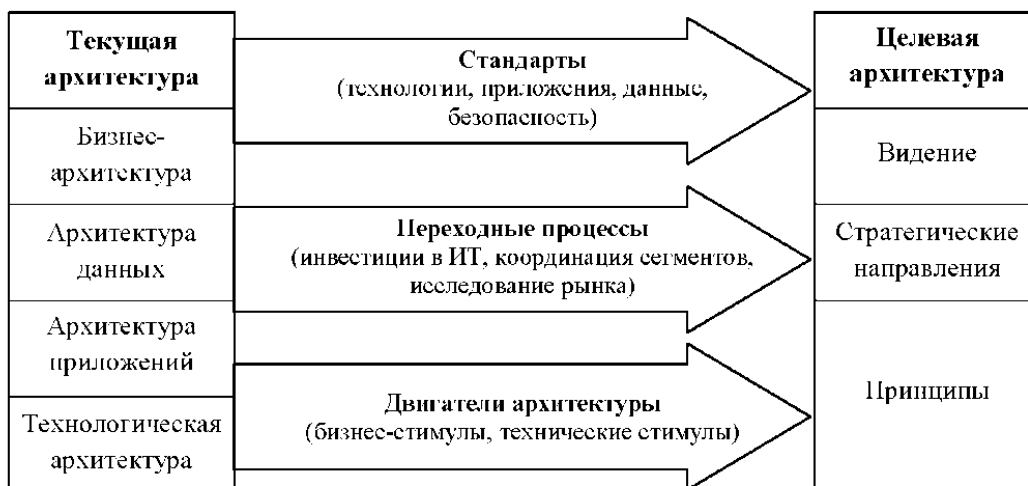 Текущая
архитектура
Бизнес-
архитектура
Архитектура
данных
Архитектура
приложений
Технологическая
архитектура
Стандарты
(технологии, приложения, данные,
безопасность)
Переходные процессы
(инвестиции в ИТ, координация сегментов,
исследование рынка)
Двигатели архитектуры
(бизнес-стимулы, технические стимулы)
Целевая
архитектура
Видение
Стратегические
направления
Принципы